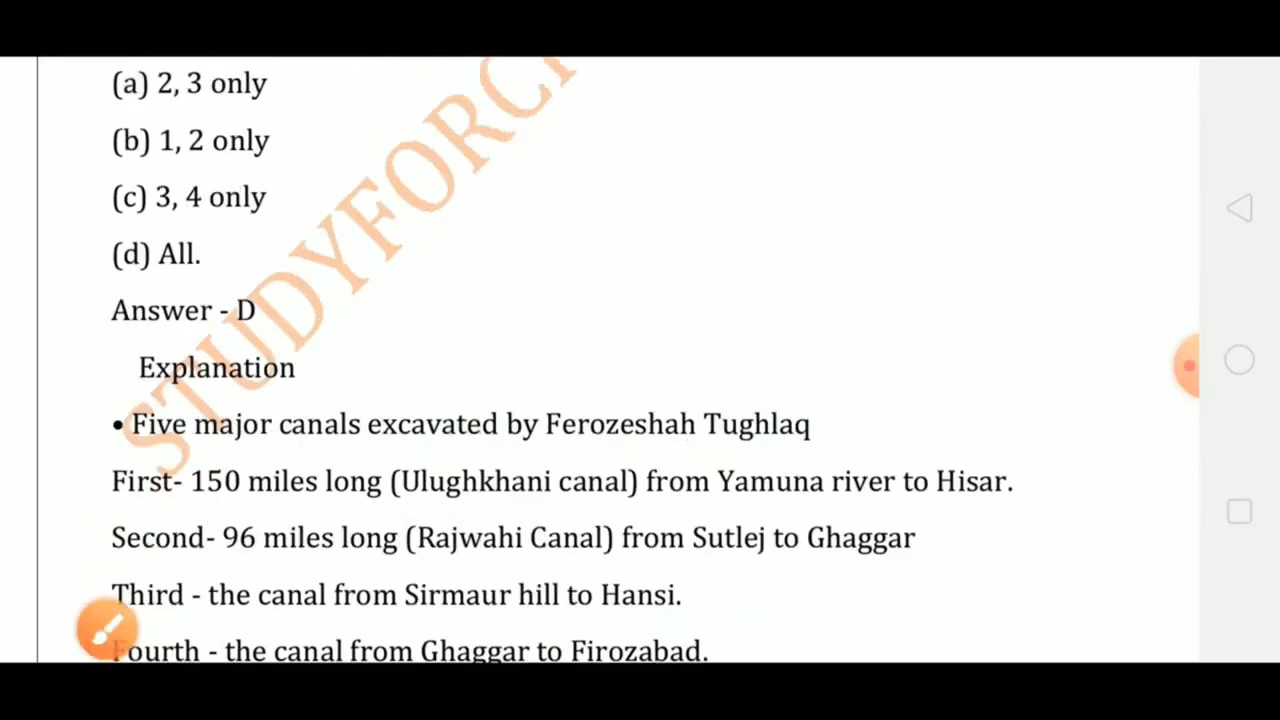 (a) 2, 3 only
(b) 1, 2 only
(c) 3, 4 only
(d) All.
Answer - D
Explanation
• Five major canals excavated by Ferozeshah Tughlaq
First- 150 miles long (Ulughkhani canal) from Yamuna river to Hisar.
Second- 96 miles long (Rajwahi Canal) from Sutlej to Ghaggar
Third - the canal from Sirmaur hill to Hansi.
Fourth - the canal from Ghaggar to Firozabad.